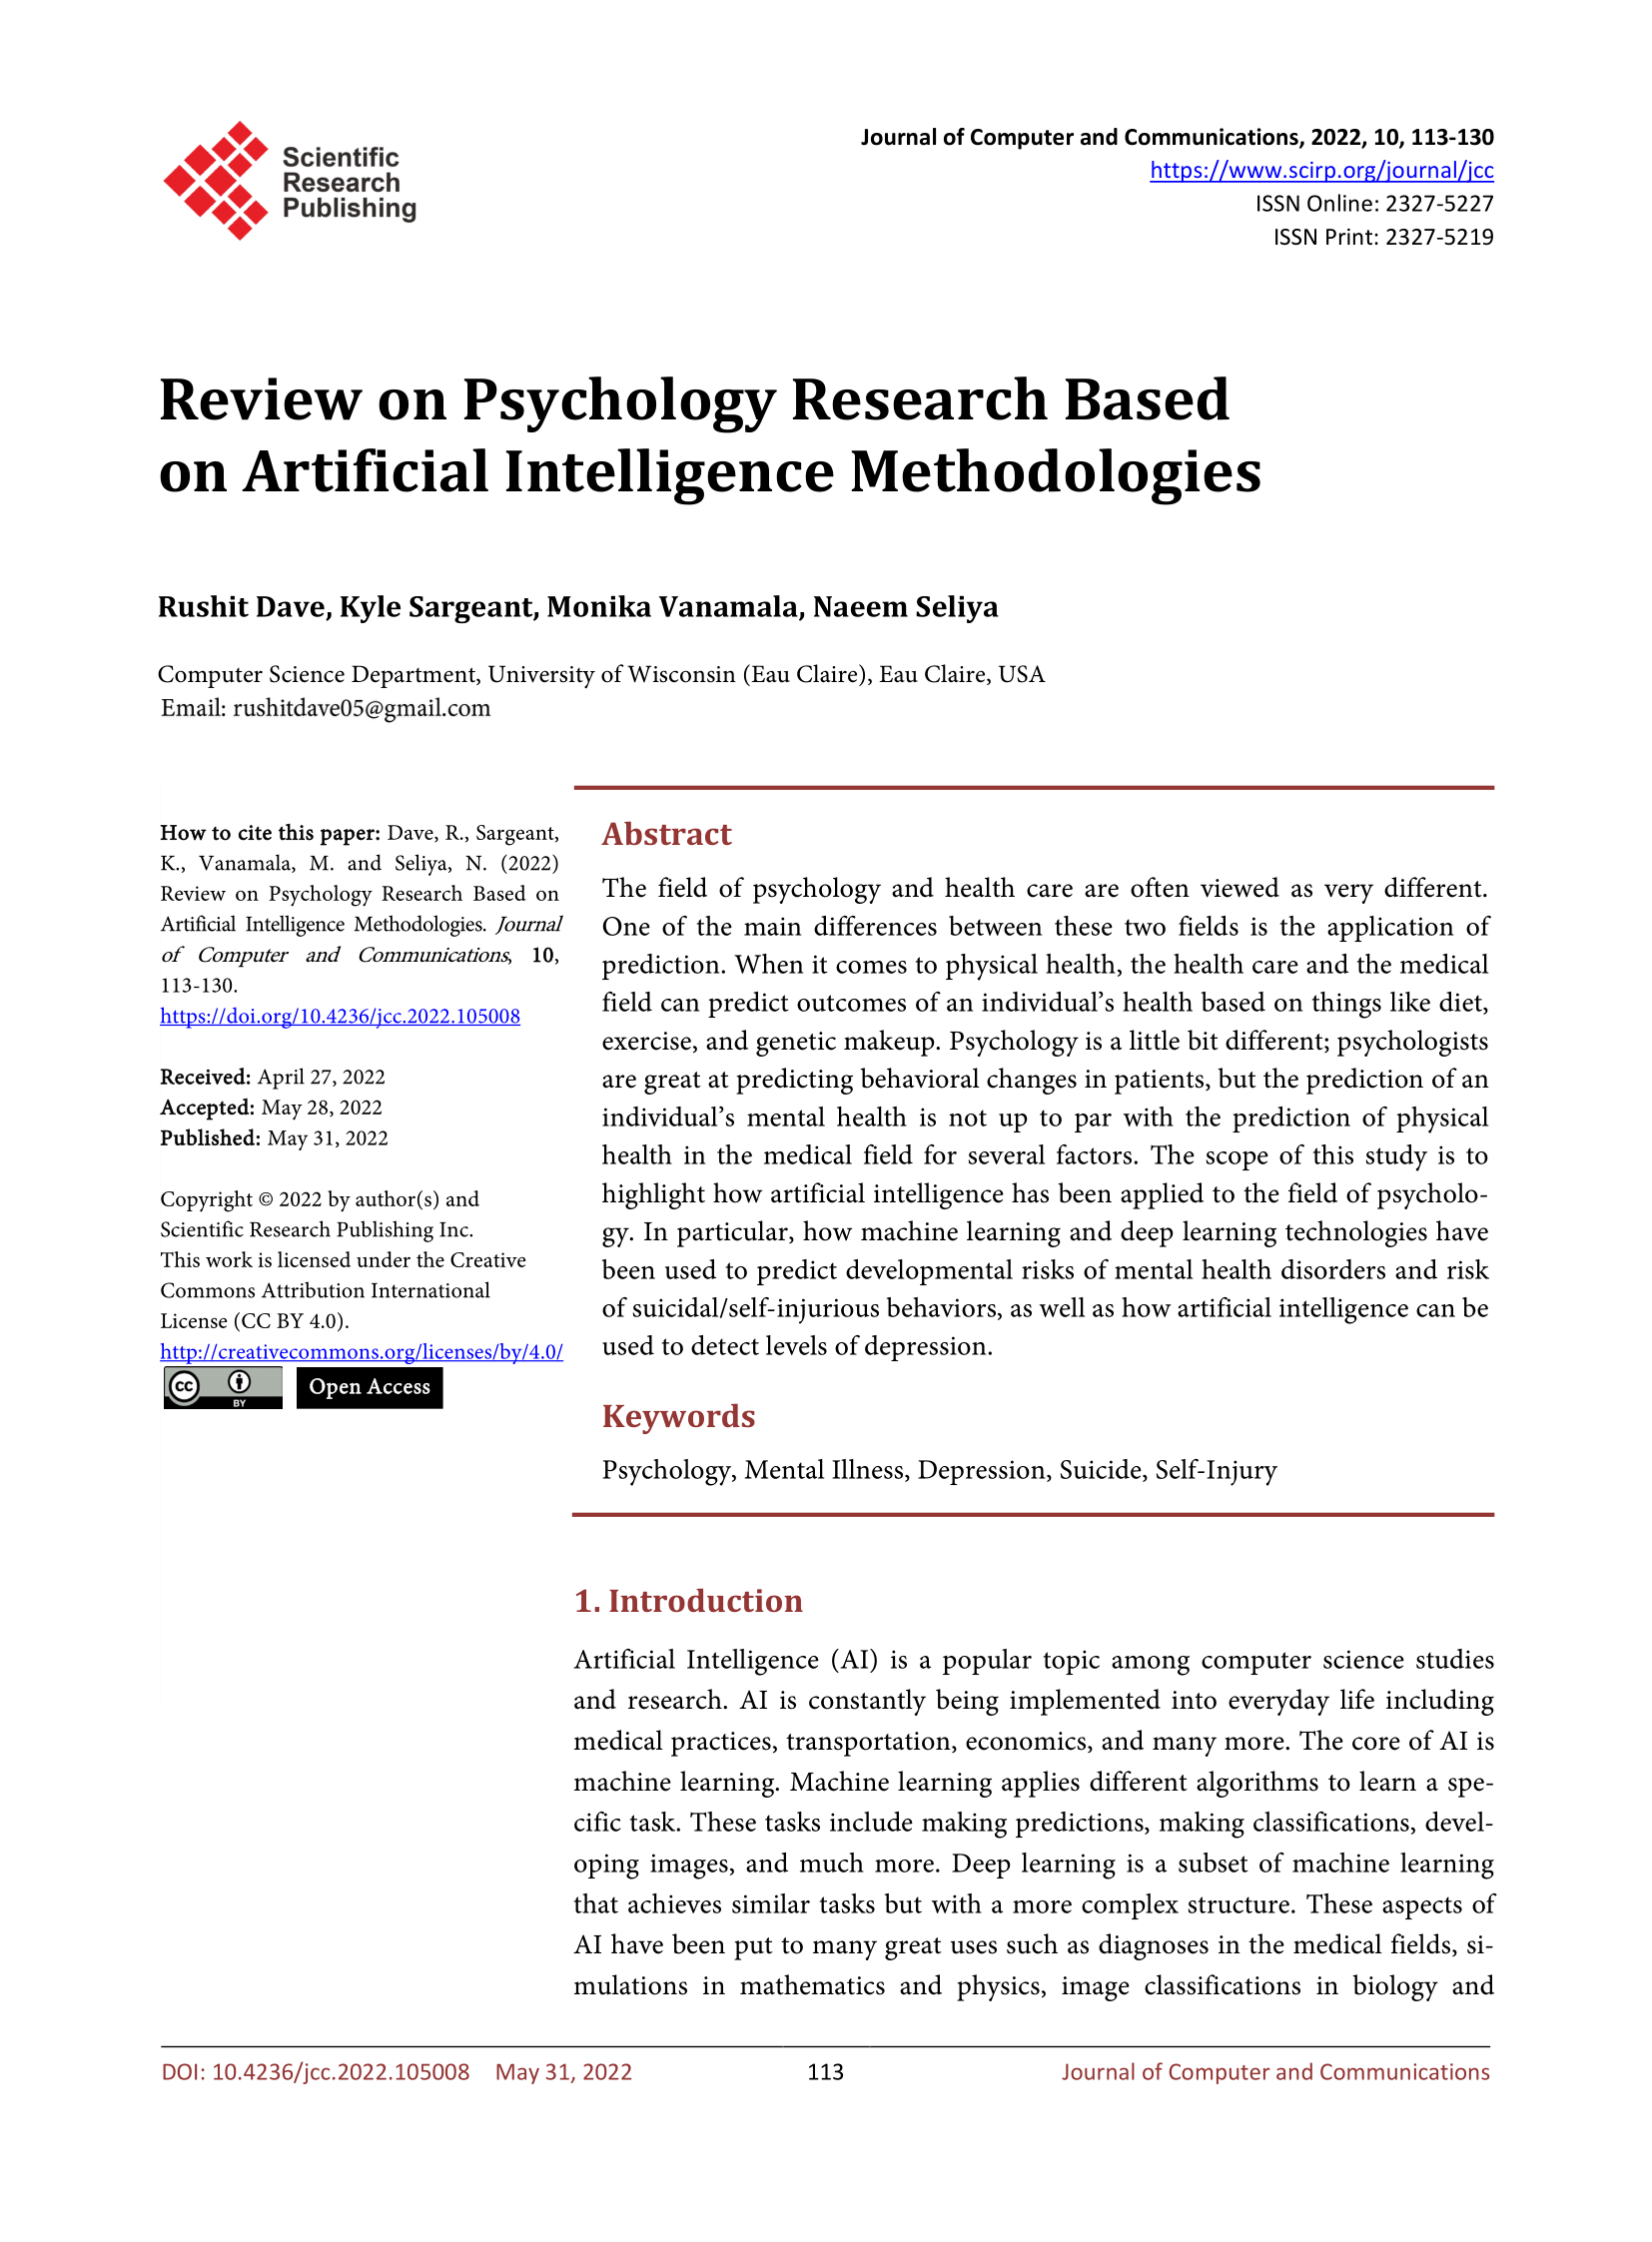 Scientific
Research
Publishing
Journal of Computer and Communications, 2022, 10, 113-130
https://www.scirp.org/journal/jcc
ISSN Online: 2327-5227
ISSN Print: 2327-5219
Review on Psychology Research Based
on Artificial Intelligence Methodologies
Rushit Dave, Kyle Sargeant, Monika Vanamala, Naeem Seliya
Computer Science Department, University of Wisconsin (Eau Claire), Eau Claire, USA
Email: rushitdave05@gmail.com
How to cite this paper: Dave, R., Sargeant,
K., Vanamala, M. and Seliya, N. (2022)
Review on Psychology Research Based on
Artificial Intelligence Methodologies. Journal
of Computer and Communications, 10,
113-130.
https://doi.org/10.4236/jcc.2022.105008
Received: April 27, 2022
Accepted: May 28, 2022
Published: May 31, 2022
Copyright © 2022 by author(s) and
Scientific Research Publishing Inc.
This work is licensed under the Creative
Commons Attribution International
License (CC BY 4.0).
http://creativecommons.org/licenses/by/4.0/
cc BY Open Access
Abstract
The field of psychology and health care are often viewed as very different.
One of the main differences between these two fields is the application of
prediction. When it comes to physical health, the health care and the medical
field can predict outcomes of an individual’s health based on things like diet,
exercise, and genetic makeup. Psychology is a little bit different; psychologists
are great at predicting behavioral changes in patients, but the prediction of an
individual’s mental health is not up to par with the prediction of physical
health in the medical field for several factors. The scope of this study is to
highlight how artificial intelligence has been applied to the field of psycholo-
gy. In particular, how machine learning and deep learning technologies have
been used to predict developmental risks of mental health disorders and risk
of suicidal/self-injurious behaviors, as well as how artificial intelligence can be
used to detect levels of depression.
Keywords
Psychology, Mental Illness, Depression, Suicide, Self-Injury
1. Introduction
Artificial Intelligence (AI) is a popular topic among computer science studies
and research. AI is constantly being implemented into everyday life including
medical practices, transportation, economics, and many more. The core of AI is
machine learning. Machine learning applies different algorithms to learn a spe-
cific task. These tasks include making predictions, making classifications, devel-
oping images, and much more. Deep learning is a subset of machine learning
that achieves similar tasks but with a more complex structure. These aspects of
AI have been put to many great uses such as diagnoses in the medical fields, si-
mulations in mathematics and physics, image classifications in biology and
DOI: 10.4236/jcc.2022.105008 May 31, 2022 113 Journal of Computer and Communications